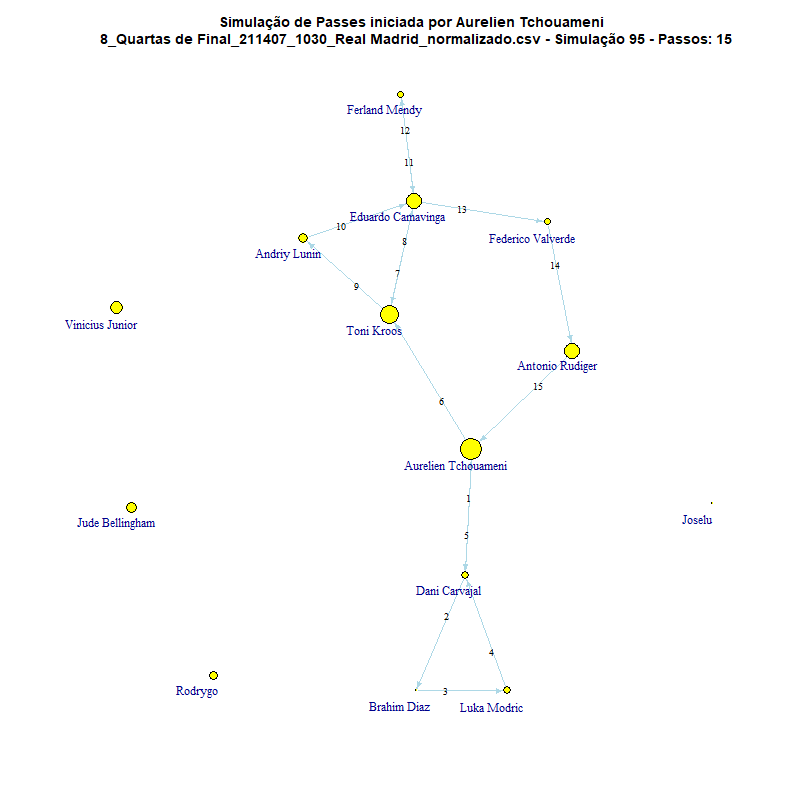 Simulação de Passes iniciada por Aurelien Tchouameni
8_Quartas de Final_211407_1030_Real Madrid_normalizado.csv - Simulação 95 - Passos: 15
Ferland Mendy
12
11
Eduardo Camavinga
13
10
8
Federico Valverde
Andriy Lunin
14
7
9
Vinicius Junior
Toni Kroos
Antonio Rudiger
15
6
Aurelien Tchouameni
1
Jude Bellingham
Joselu
5
Dani Carvajal
2
4
Rodrygo
3
Brahim Diaz
Luka Modric